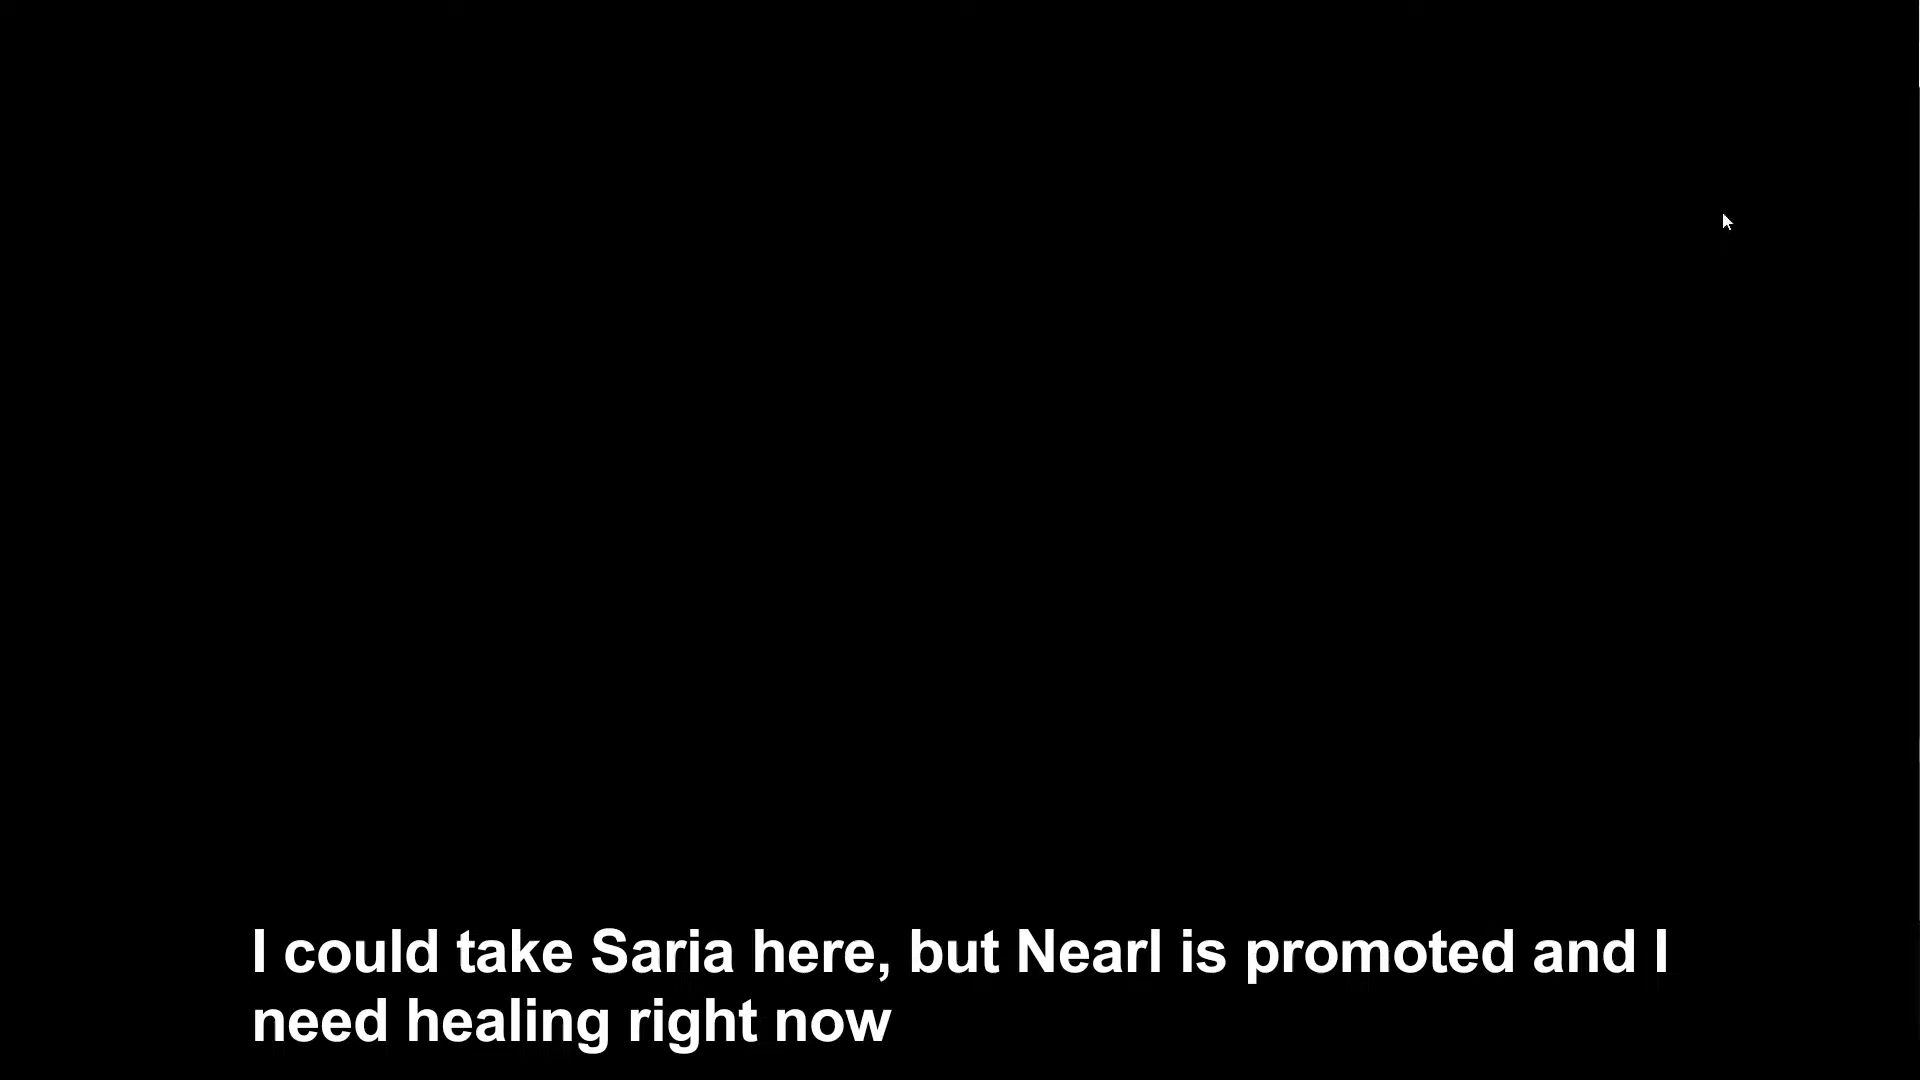 I could take Saria here, but Nearl is promoted and I
need healing right now